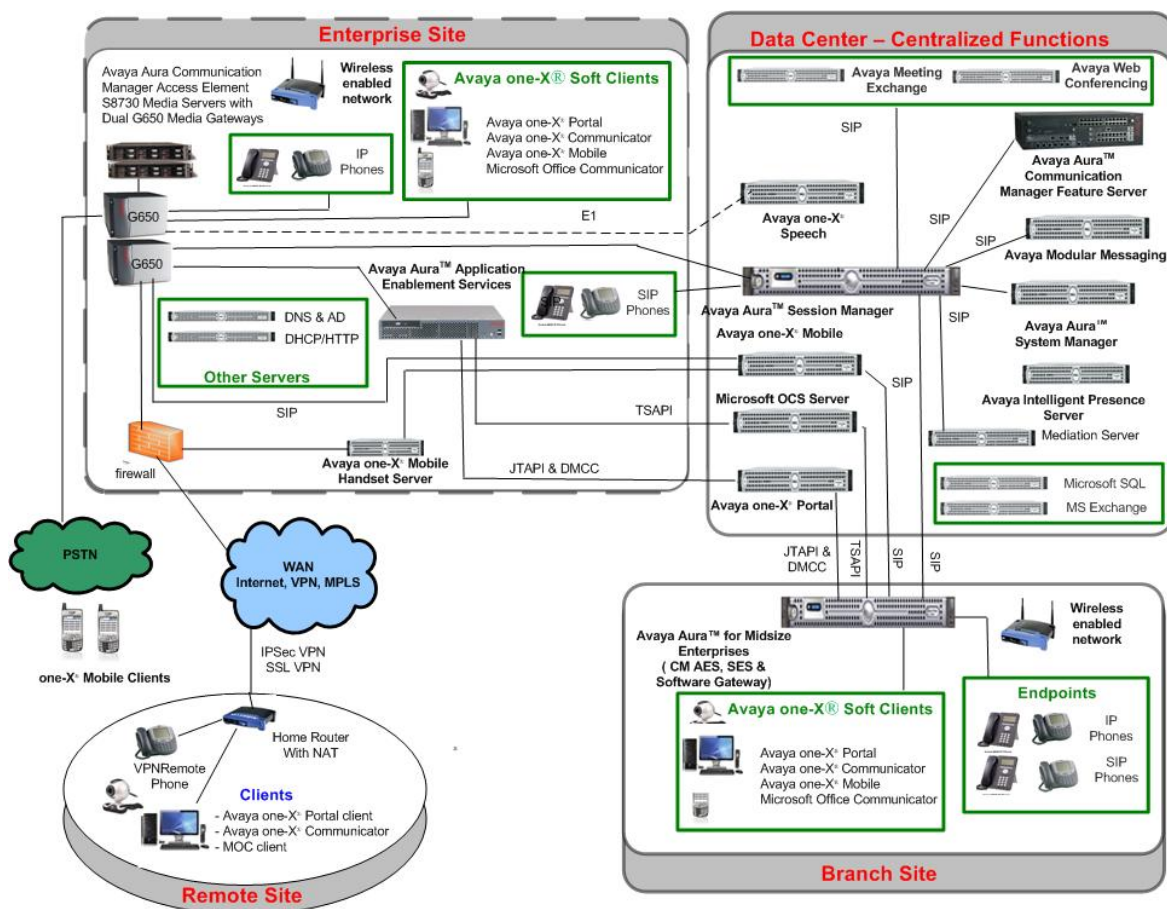 Enterprise Site
Avaya Aura Communication
Manager Access Element
S8730 Media Servers with
Dual G650 Media Gateways
Wireless
enabled
network
Avaya one-X® Soft Clients
Avaya one-X® Portal
Avaya one-X® Communicator
Avaya one-X® Mobile
Microsoft Office Communicator
IP
Phones
G650
G650
E1
Avaya Aura™ Application
Enablement Services
SIP
Phones
DNS & AD
DHCP/HTTP
Other Servers
SIP
TSAPI
JTAPI & DMCC
firewall
Avaya one-X® Mobile
Handset Server
Data Center – Centralized Functions
Avaya Meeting
Exchange
Avaya Web
Conferencing
SIP
Avaya Aura™
Communication
Manager Feature Server
Avaya one-X®
Speech
SIP
SIP
Avaya Modular Messaging
Avaya Aura™ Session Manager
SIP
Avaya Aura™
System Manager
Avaya one-X® Mobile
SIP
Microsoft OCS Server
Avaya Intelligent Presence
Server
Mediation Server
Avaya one-X® Portal
Microsoft SQL
MS Exchange
JTAPI &
DMCC
TSAPI
SIP
SIP
PSTN
WAN
Internet, VPN, MPLS
one-X® Mobile Clients
IPSec VPN
SSL VPN
Home Router
With NAT
VPNRemote
Phone
Clients
- Avaya one-X® Portal client
- Avaya one-X® Communicator
- MOC client
Remote Site
Avaya Aura™ for Midsize
Enterprises
( CM AES, SES &
Software Gateway)
Wireless
enabled
network
Avaya one-X® Soft Clients
Avaya one-X® Portal
Avaya one-X® Communicator
Avaya one-X® Mobile
Microsoft Office Communicator
Endpoints
IP
Phones
SIP
Phones
Branch Site